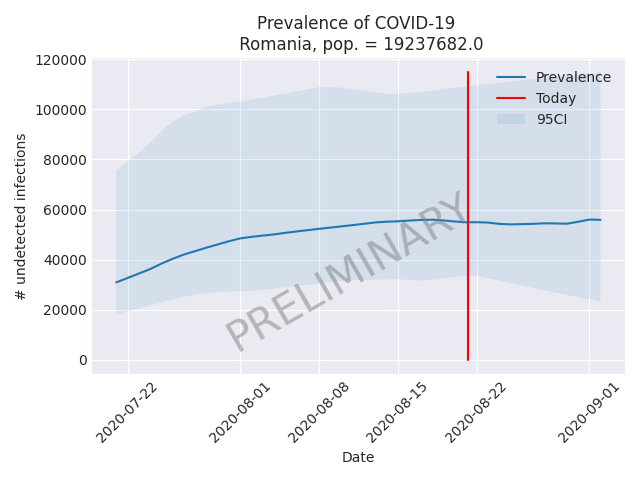 Prevalence of COVID-19
Romania, pop. = 19237682.0
120000
100000
80000
60000
40000
20000
0
# undetected infections
Prevalence
Today
95CI
PRELIMINARY
2020-07-22
2020-08-01
2020-08-08
2020-08-15
2020-08-22
2020-09-01
Date